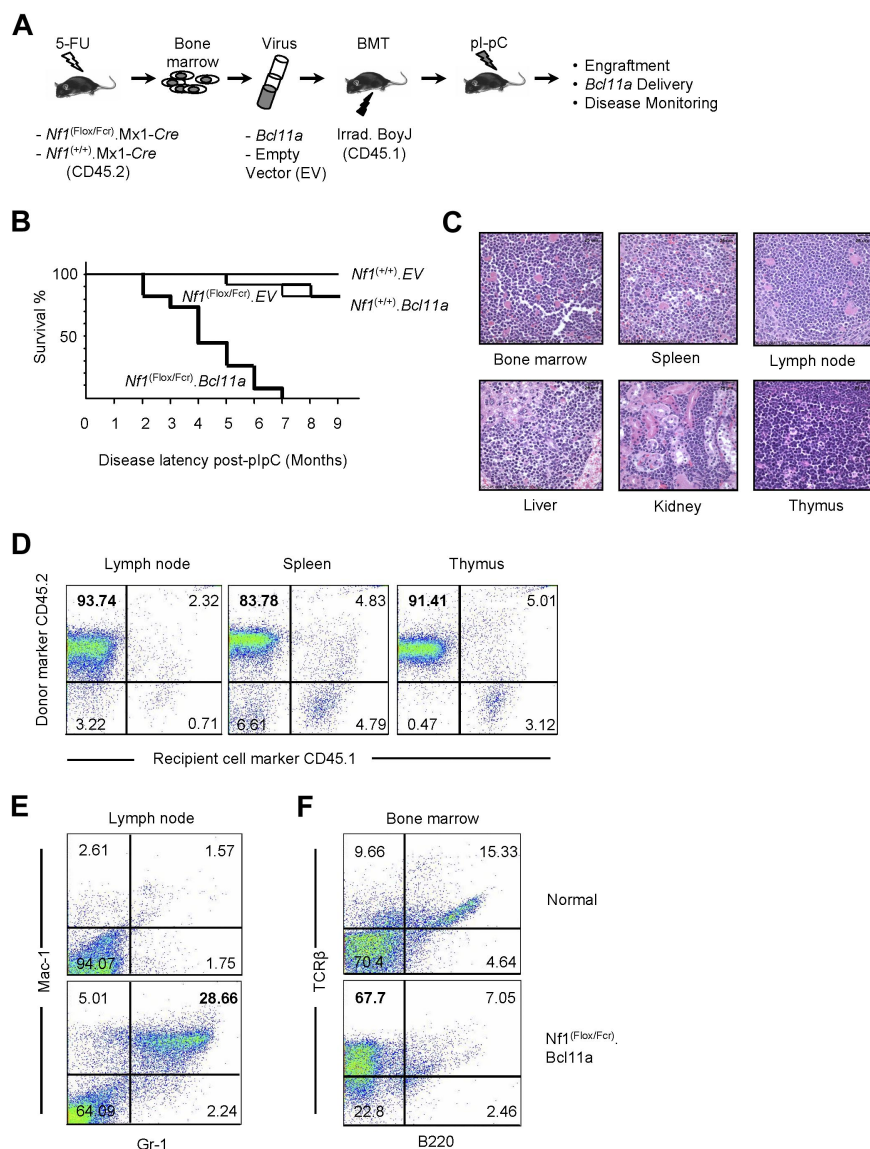 A
5-FU
Bone marrow
Virus
BMT
pI-pC
- Nf1(Flox/Fcr).Mx1-Cre
- Nf1(+/+).Mx1-Cre
(CD45.2)
- Bcl11a
- Empty
Vector (EV)
Irrad. BoyJ
(CD45.1)
• Engraftment
• Bcl11a Delivery
• Disease Monitoring
B
Survival %
100
50
Nf1(+/+).EV
Nf1(Flox/Fcr).EV
Nf1(+/+).Bcl11a
Nf1(Flox/Fcr).Bcl11a
0 1 2 3 4 5 6 7 8 9
Disease latency post-pIpC (Months)
C
Bone marrow
Spleen
Lymph node
Liver
Kidney
Thymus
D
Lymph node
Spleen
Thymus
Donor marker CD45.2
93.74 2.32
3.22 0.71
83.78 4.83
6.61 4.79
91.41 5.01
0.47 3.12
Recipient cell marker CD45.1
E
Lymph node
Mac-1
2.61 1.57
94.07 1.75
5.01 28.66
64.09 2.24
Gr-1
F
Bone marrow
TCRβ
9.66 15.33
70.4 4.64
Normal
67.7 7.05
22.8 2.46
Nf1(Flox/Fcr).
Bcl11a
B220